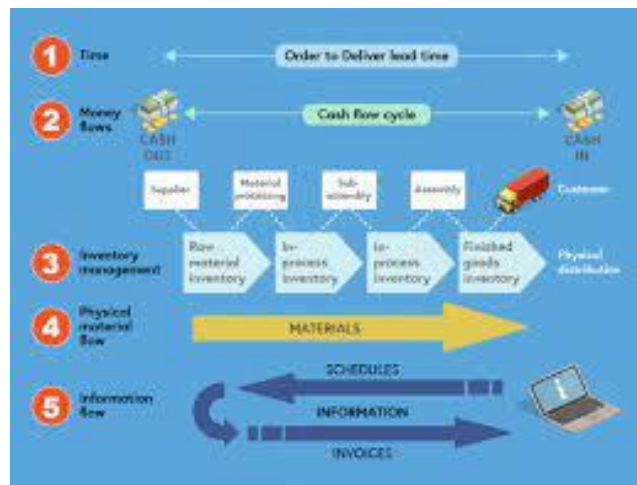 1 Time
Order to Deliver lead time
2 Money
flows
Cash flow cycle
CASH
OUT
CASH
IN
Supplier
Material
processing
Sub-
assembly
Assembly
Customer
3 Inventory
management
Raw
material
inventory
In-
process
inventory
In-
process
inventory
Finished
goods
inventory
Physical
distribution
4 Physical
material
flow
MATERIALS
5 Information
flow
SCHEDULES
INFORMATION
INVOICES